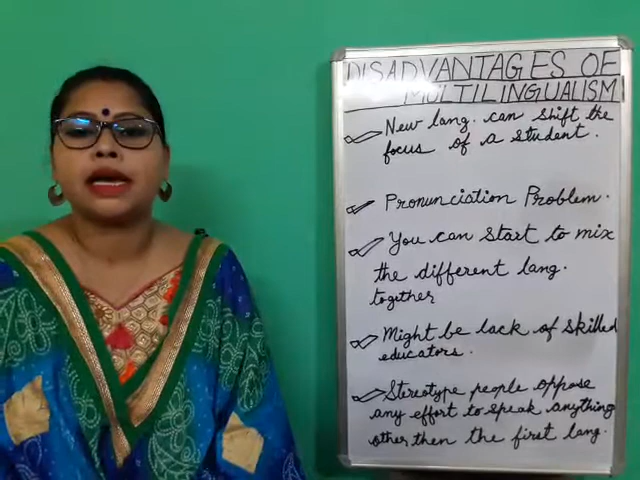 DISADVANTAGES OF
MULTILINGUALISM
New lang. can shift the
focus of a student.
Pronunciation Problem.
You can start to mix
the different lang.
together
Might be lack of skilled
educators.
Stereotype people oppose
any effort to speak anything
other then the first lang.